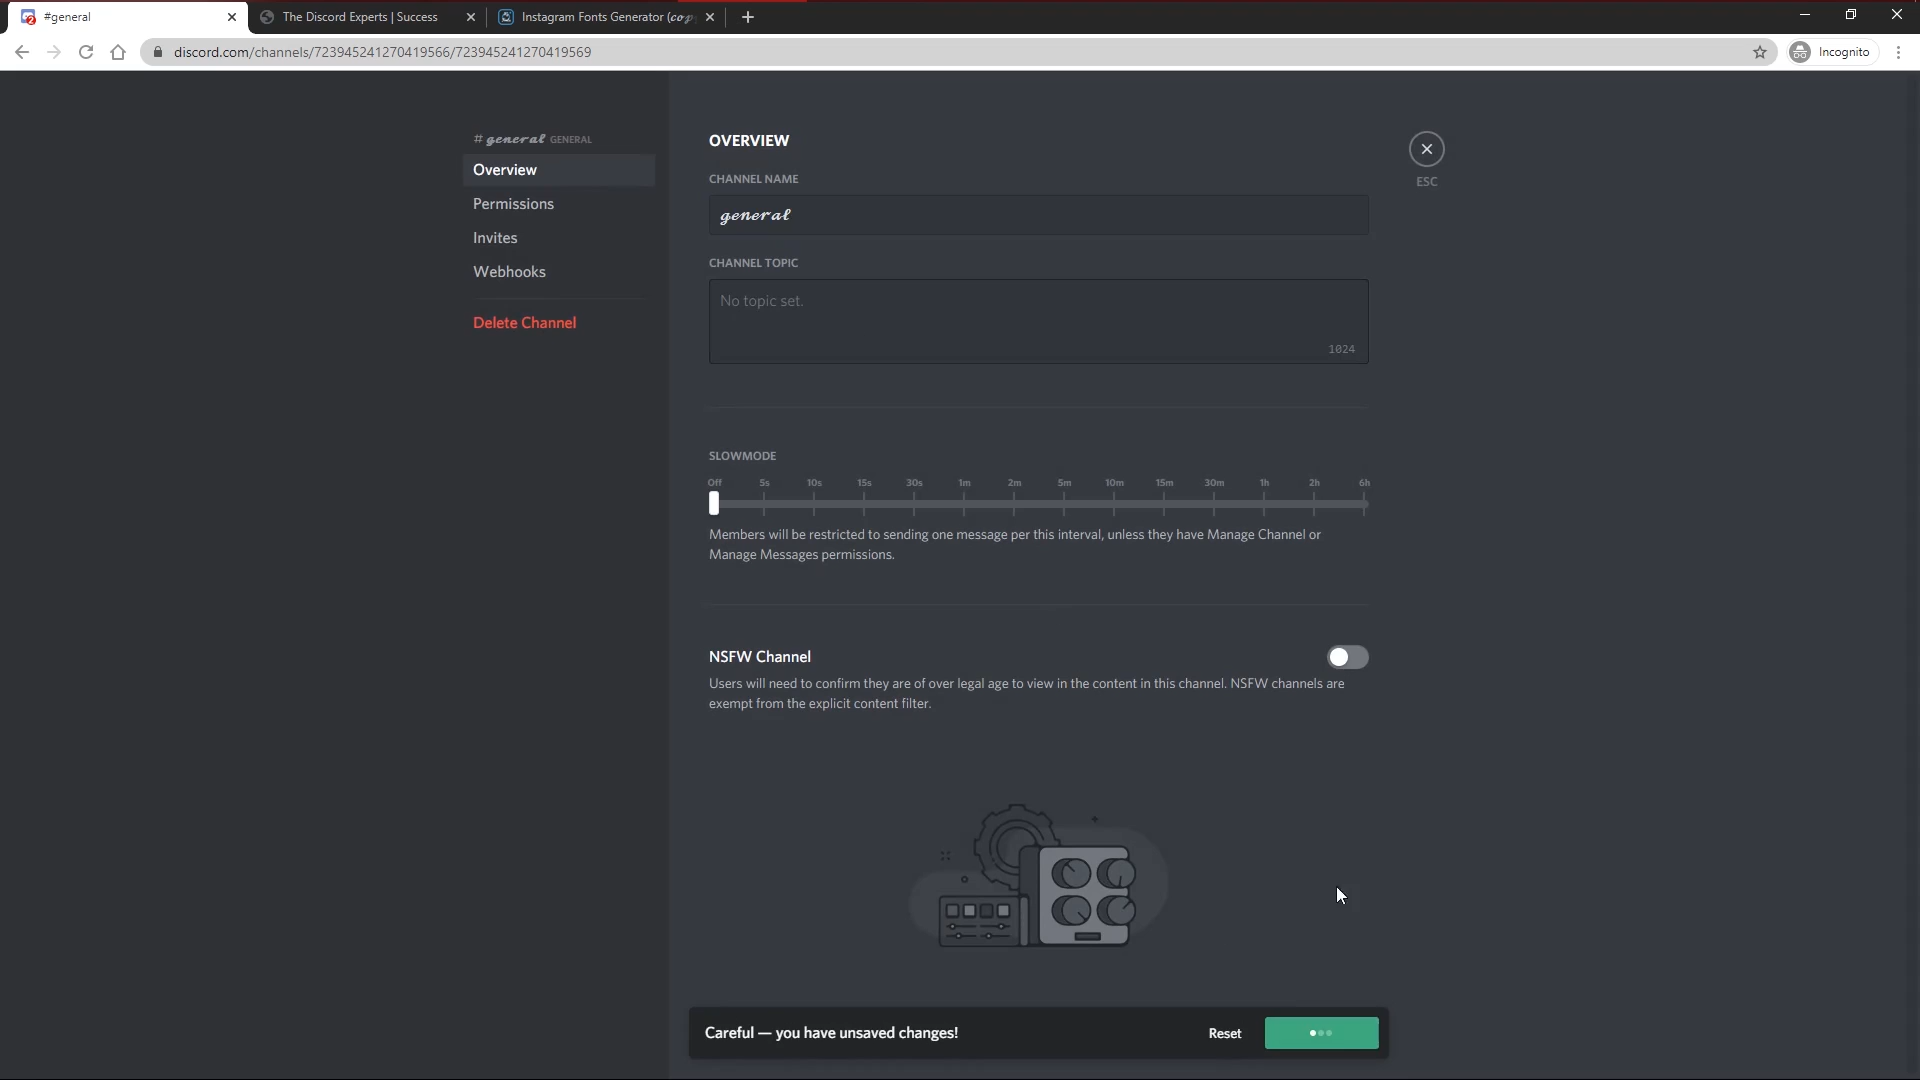 #general
The Discord Experts | Success
Instagram Fonts Generator (𝓬𝓸𝓹
discord.com/channels/723945241270419566/723945241270419569
Incognito
# 𝓰𝓮𝓷𝓮𝓻𝓪𝓵 GENERAL
Overview
Permissions
Invites
Webhooks
Delete Channel
OVERVIEW
CHANNEL NAME
𝓰𝓮𝓷𝓮𝓻𝓪𝓵
CHANNEL TOPIC
No topic set.
1024
ESC
SLOWMODE
Off 5s 10s 15s 30s 1m 2m 5m 10m 15m 30m 1h 2h 6h
Members will be restricted to sending one message per this interval, unless they have Manage Channel or
Manage Messages permissions.
NSFW Channel
Users will need to confirm they are of over legal age to view in the content in this channel. NSFW channels are
exempt from the explicit content filter.
Careful — you have unsaved changes!
Reset